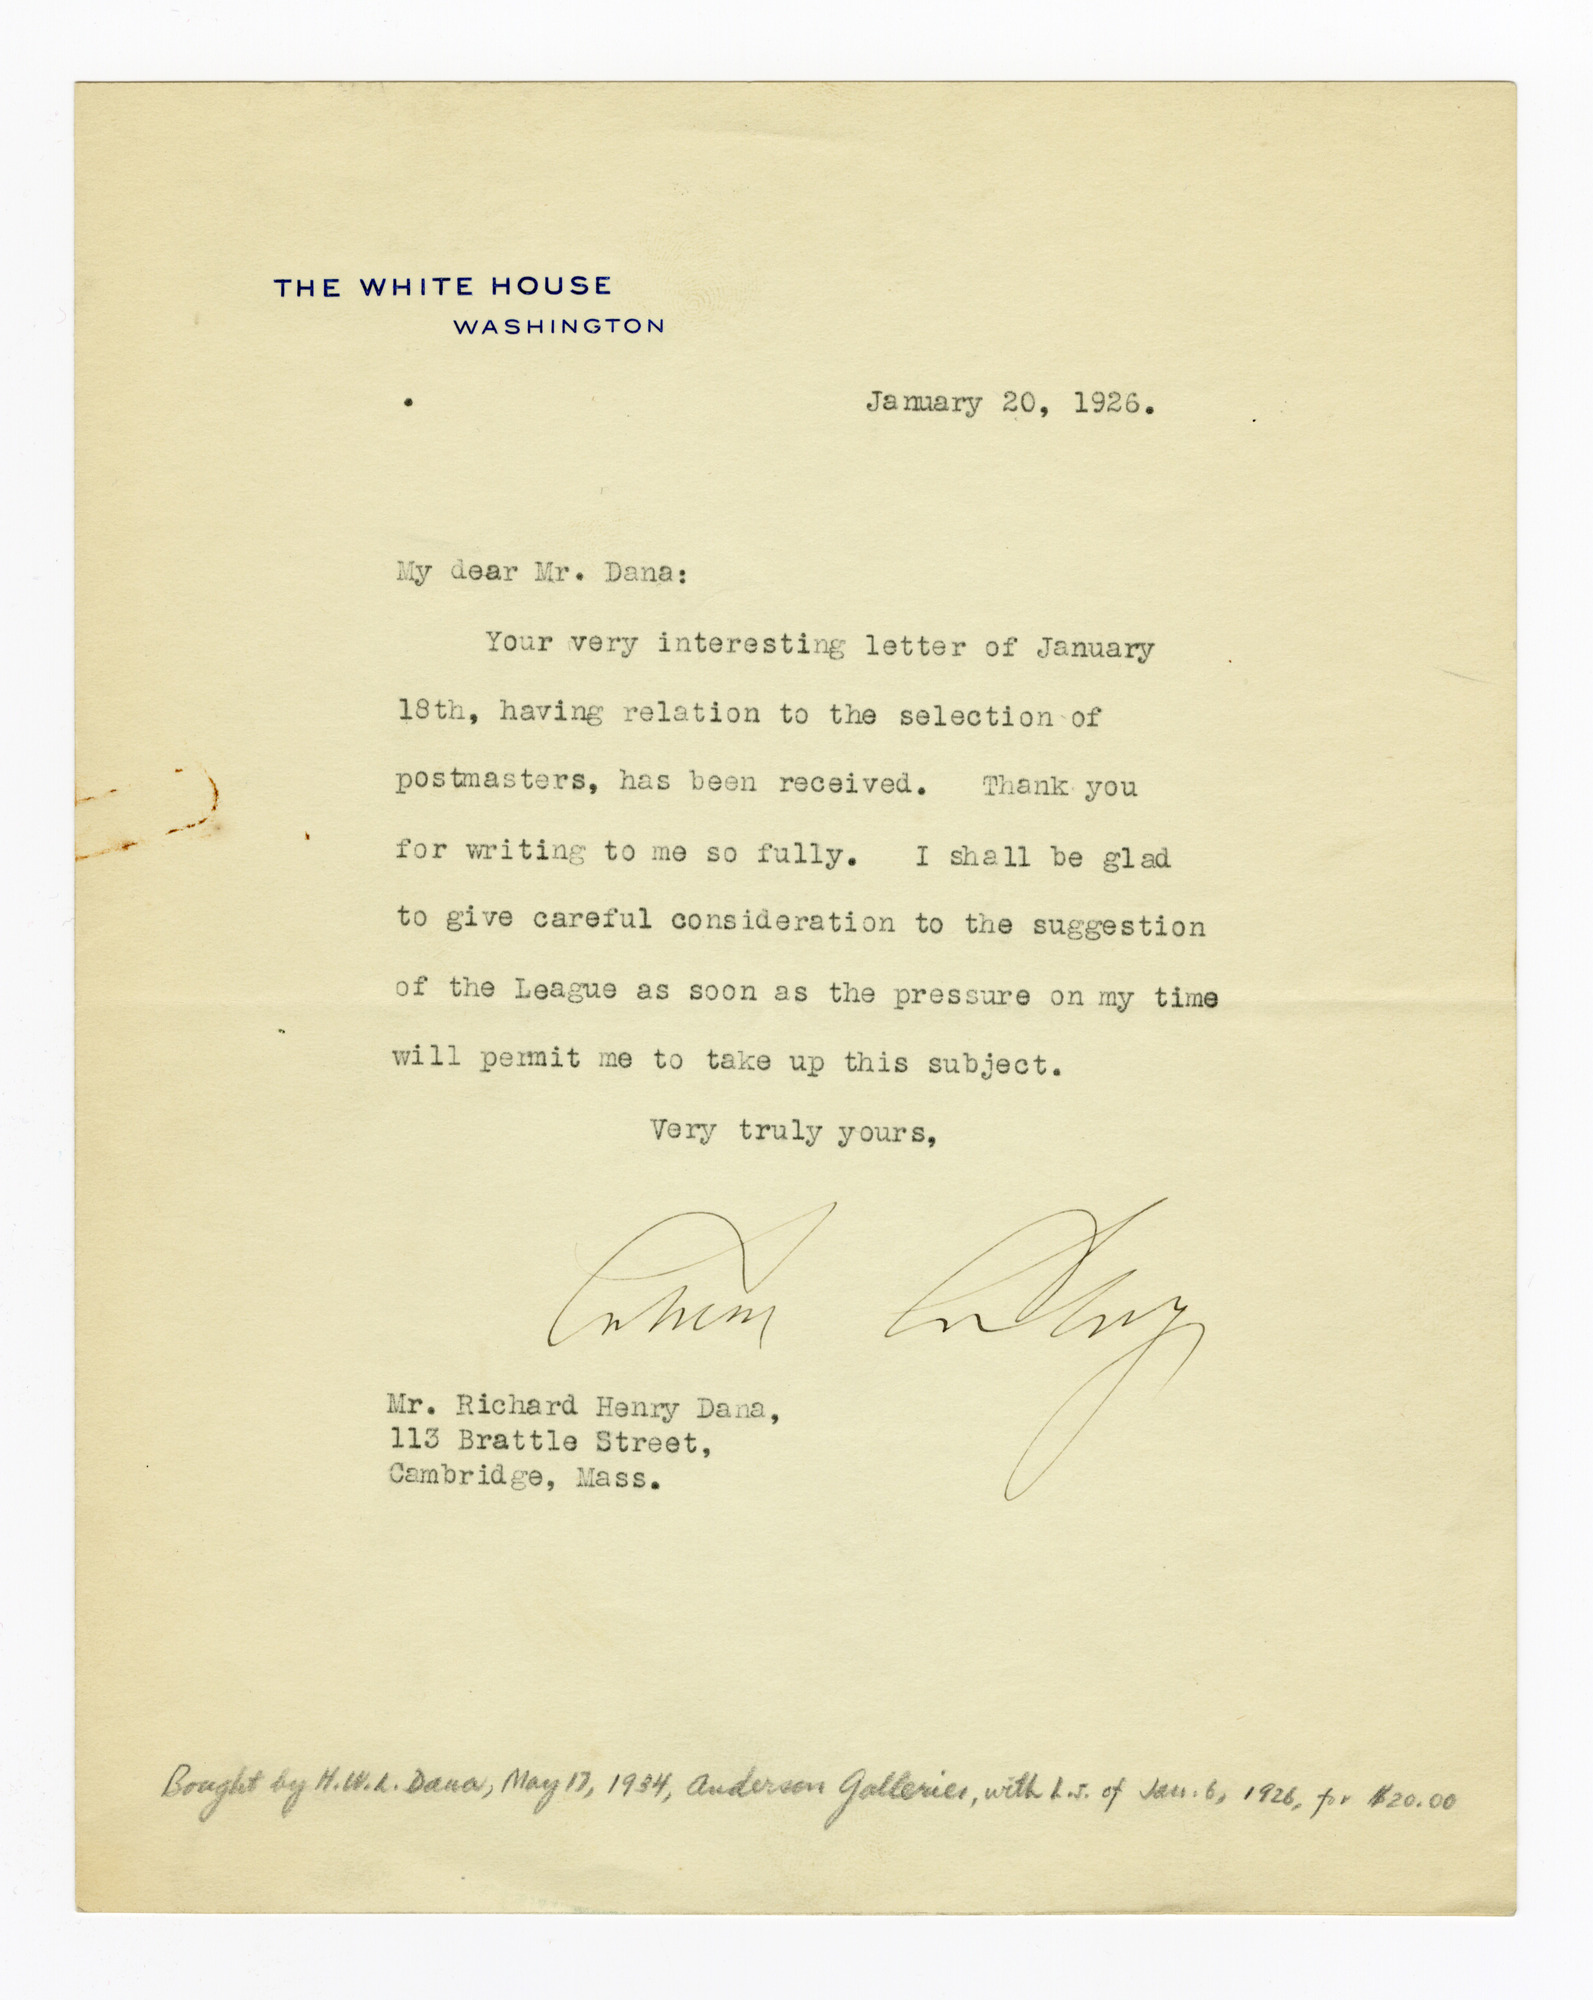 THE WHITE HOUSE
WASHINGTON
January 20, 1926.
My dear Mr. Dana:
Your very interesting letter of January
18th, having relation to the selection of
postmasters, has been received. Thank you
for writing to me so fully. I shall be glad
to give careful consideration to the suggestion
of the League as soon as the pressure on my time
will permit me to take up this subject.
Very truly yours,
Calvin Coolidge
Mr. Richard Henry Dana,
113 Brattle Street,
Cambridge, Mass.
Bought by H.W.L. Dana, May 17, 1934, Anderson Galleries, with L.S. of Jan. 6, 1926, for $20.00